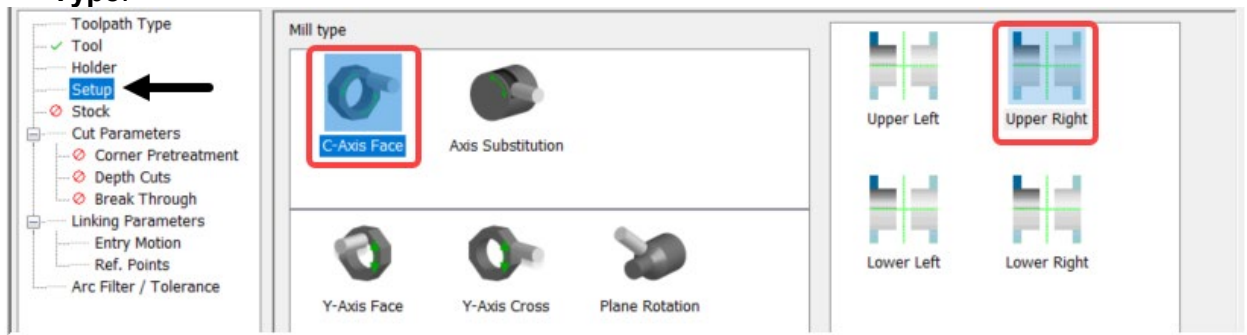 Type.
Toolpath Type
Tool
Holder
Setup
Stock
Cut Parameters
Corner Pretreatment
Depth Cuts
Break Through
Linking Parameters
Entry Motion
Ref. Points
Arc Filter / Tolerance
Mill type
C-Axis Face
Axis Substitution
Y-Axis Face
Y-Axis Cross
Plane Rotation
Upper Left
Upper Right
Lower Left
Lower Right